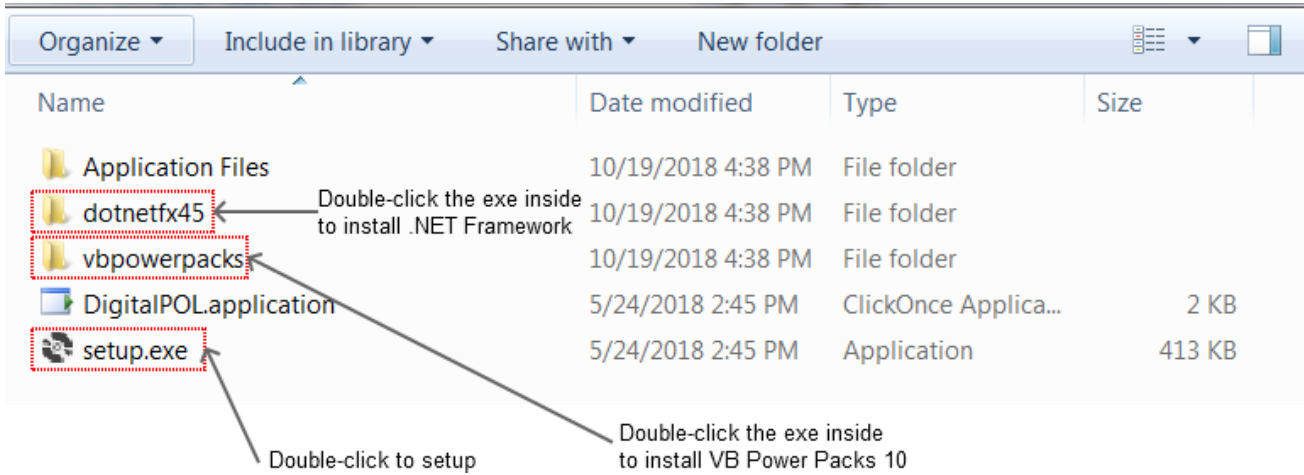 Organize Include in library Share with New folder
Name Date modified Type Size
Application Files 10/19/2018 4:38 PM File folder
Double-click the exe inside
dotnetfx45 10/19/2018 4:38 PM File folder
to install .NET Framework
vbpowerpacks 10/19/2018 4:38 PM File folder
DigitalPOL.application 5/24/2018 2:45 PM ClickOnce Applica... 2 KB
setup.exe 5/24/2018 2:45 PM Application 413 KB
Double-click the exe inside
to install VB Power Packs 10
Double-click to setup